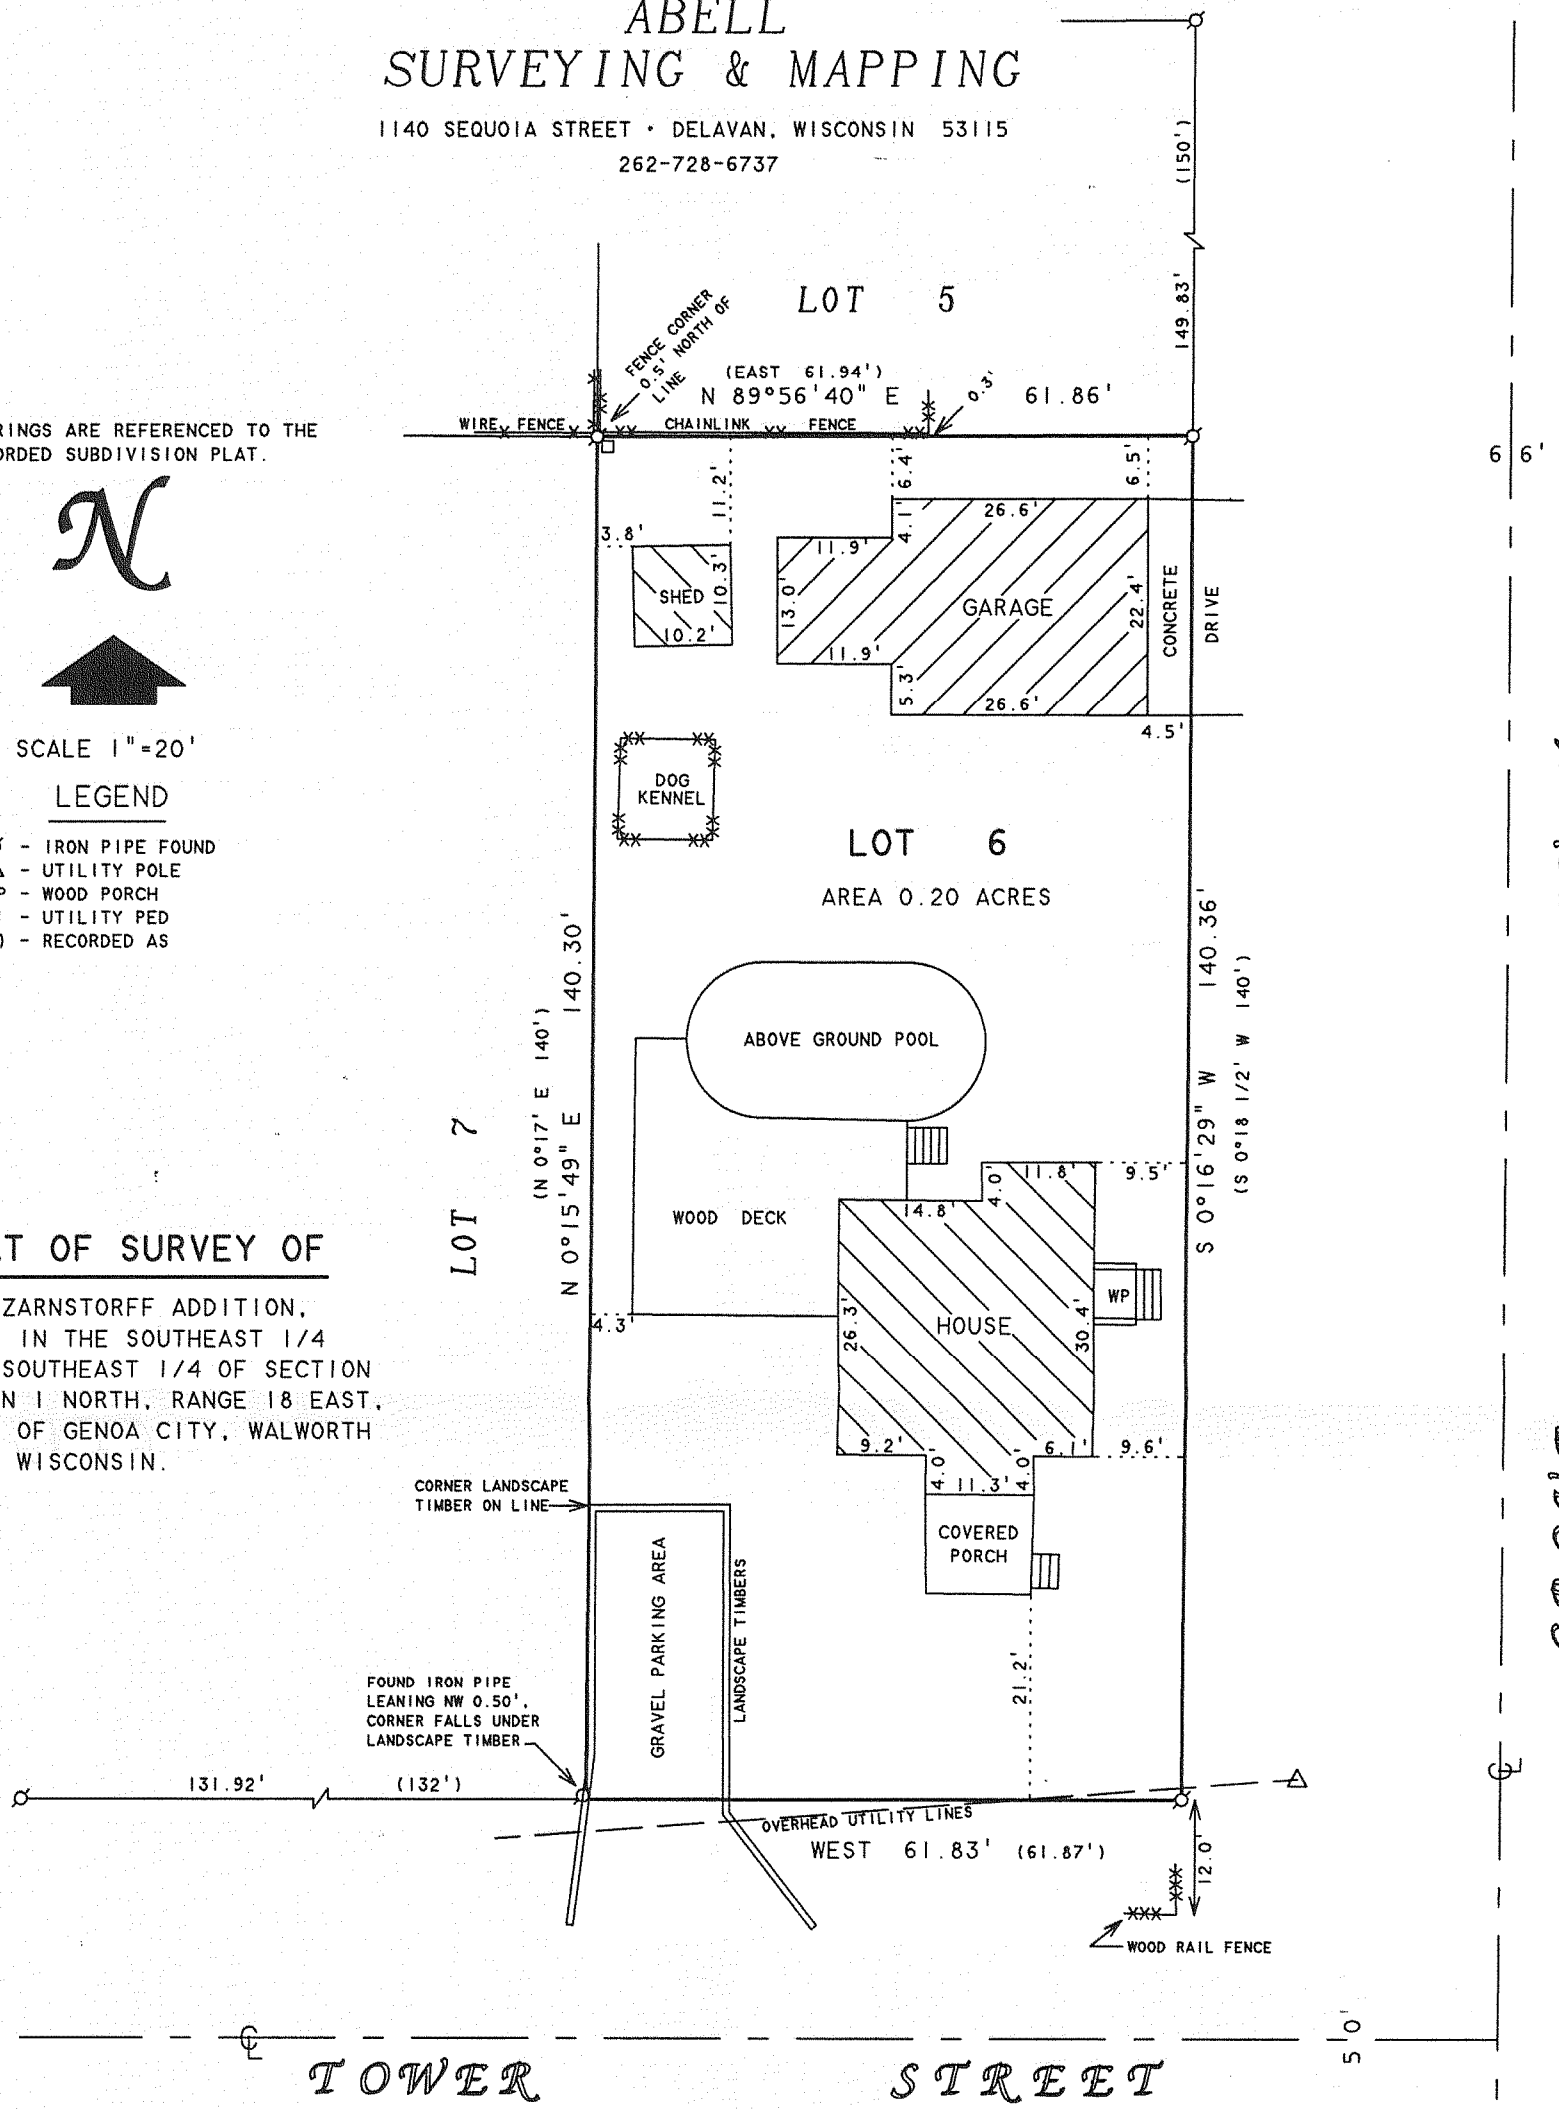 ABELL
SURVEYING & MAPPING
1140 SEQUOIA STREET • DELAVAN, WISCONSIN 53115
262-728-6737
(150')
149.83'
LOT 5
FENCE CORNER
0.5' NORTH OF
LINE
(EAST 61.94')
N 89°56'40" E 61.86'
0.3'
WIRE FENCE
CHAINLINK FENCE
RINGS ARE REFERENCED TO THE
ORDED SUBDIVISION PLAT.
N
SCALE 1"=20'
LEGEND
- IRON PIPE FOUND
- UTILITY POLE
P - WOOD PORCH
- UTILITY PED
) - RECORDED AS
66'
11.2'
6.4'
6.5'
3.8'
SHED
10.3'
10.2'
11.9'
4.1'
26.6'
13.0'
GARAGE
22.4'
11.9'
5.3'
26.6'
CONCRETE
DRIVE
4.5'
DOG
KENNEL
LOT 6
AREA 0.20 ACRES
LOT 7
(N 0°17' E 140')
N 0°15'49" E 140.30'
S 0°16'29" W 140.36'
(S 0°18 1/2' W 140')
ABOVE GROUND POOL
WOOD DECK
4.3'
14.8'
4.0'
11.8'
9.5'
HOUSE
26.3'
30.4'
WP
9.2'
4.0'
11.3'
4.0'
6.1'
9.6'
COVERED
PORCH
21.2'
T OF SURVEY OF
ZARNSTORFF ADDITION,
IN THE SOUTHEAST 1/4
SOUTHEAST 1/4 OF SECTION
N 1 NORTH, RANGE 18 EAST,
OF GENOA CITY, WALWORTH
WISCONSIN.
CORNER LANDSCAPE
TIMBER ON LINE
GRAVEL PARKING AREA
LANDSCAPE TIMBERS
FOUND IRON PIPE
LEANING NW 0.50',
CORNER FALLS UNDER
LANDSCAPE TIMBER
131.92' (132')
OVERHEAD UTILITY LINES
WEST 61.83' (61.87')
12.0'
WOOD RAIL FENCE
CL
CL
50'
TOWER STREET